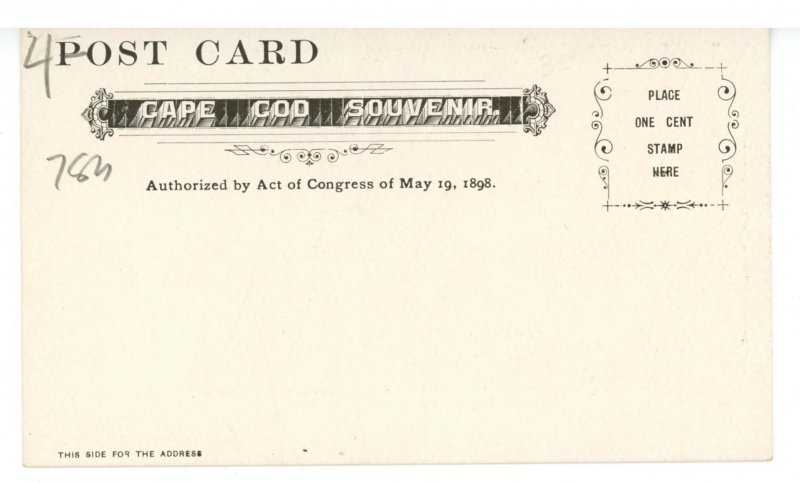 4-
POST CARD
CAPE COD SOUVENIR.
Authorized by Act of Congress of May 19, 1898.
PLACE
ONE CENT
STAMP
HERE
THIS SIDE FOR THE ADDRESS